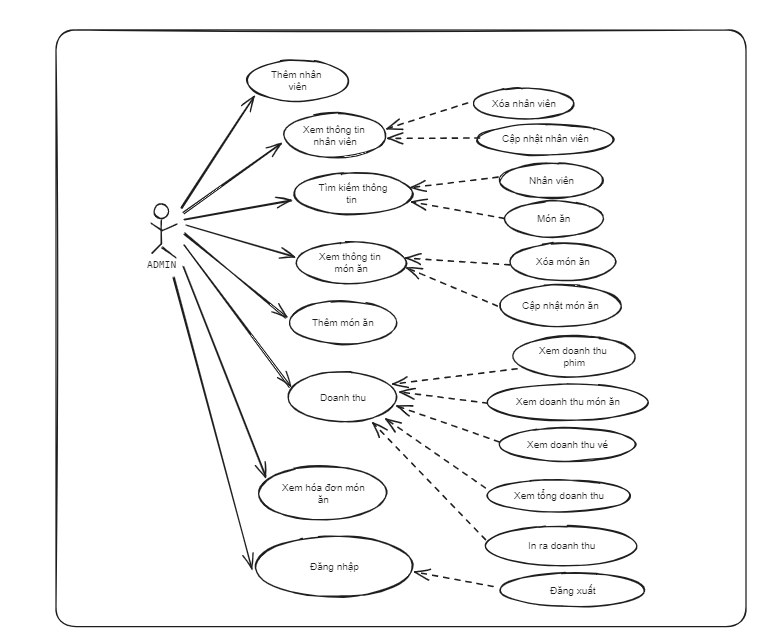 Thêm nhân
viên
Xóa nhân viên
Xem thông tin
nhân viên
Cập nhật nhân viên
Nhân viên
Tìm kiếm thông
tin
Món ăn
ADMIN
Xem thông tin
món ăn
Xóa món ăn
Cập nhật món ăn
Thêm món ăn
Xem doanh thu
phim
Doanh thu
Xem doanh thu món ăn
Xem doanh thu vé
Xem hóa đơn món
ăn
Xem tổng doanh thu
In ra doanh thu
Đăng nhập
Đăng xuất